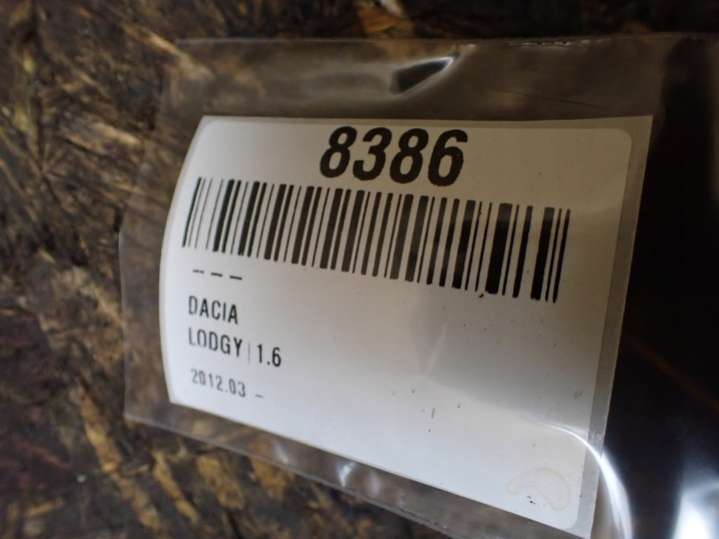 8386
---
DACIA
LODGY | 1.6
2012.03 -